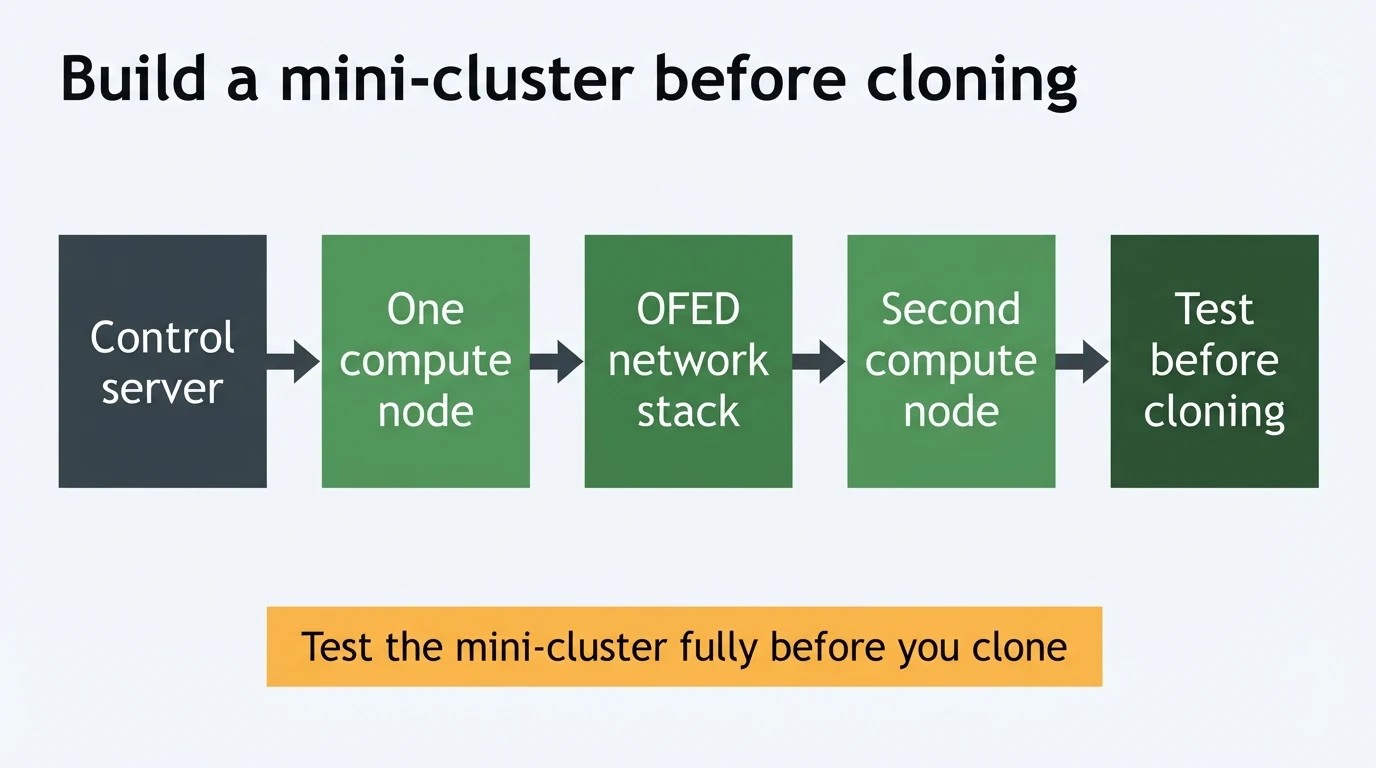 Build a mini-cluster before cloning
Control
server
One
compute
node
OFED
network
stack
Second
compute
node
Test
before
cloning
Test the mini-cluster fully before you clone